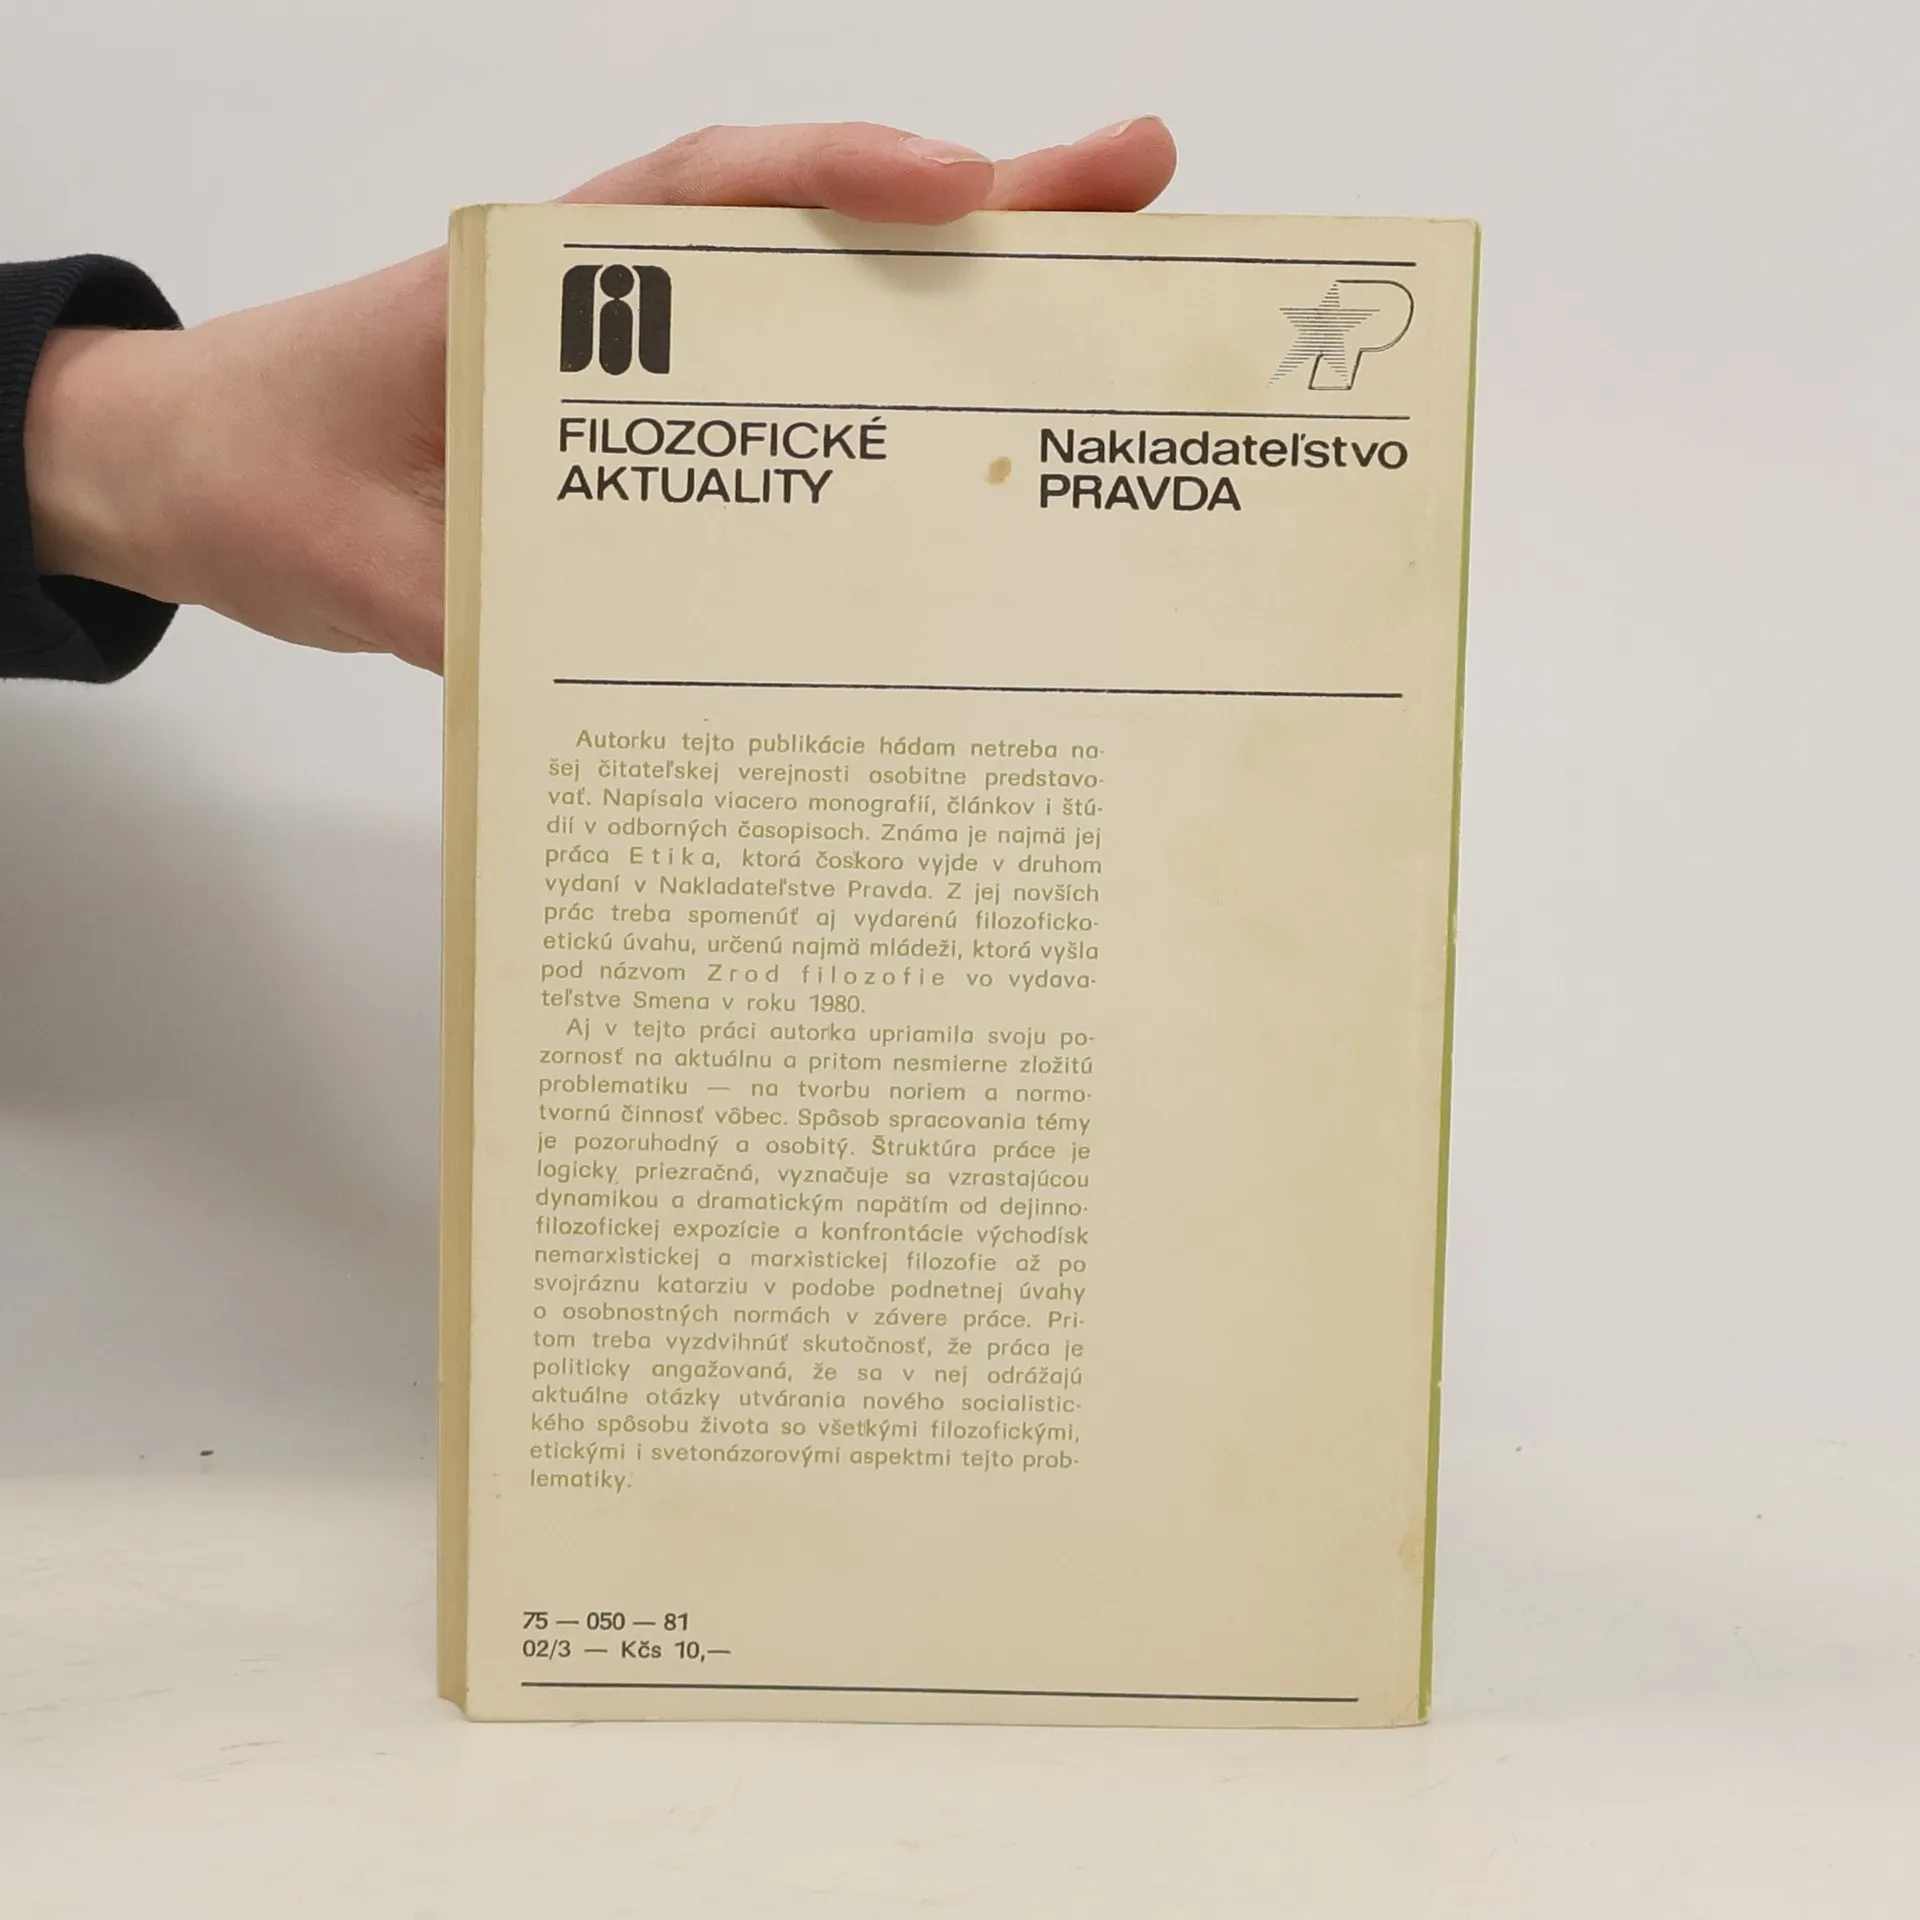 FILOZOFICKÉ
AKTUALITY
Nakladateľstvo
PRAVDA
Autorku tejto publikácie hádam netreba na-
šej čitateľskej verejnosti osobitne predstavo-
vať. Napísala viacero monografií, článkov i štú-
dií v odborných časopisoch. Známa je najmä jej
práca Etika, ktorá čoskoro vyjde v druhom
vydaní v Nakladateľstve Pravda. Z jej novších
prác treba spomenúť aj vydarenú filozoficko-
etickú úvahu, určenú najmä mládeži, ktorá vyšla
pod názvom Zrod filozofie vo vydava-
teľstve Smena v roku 1980.
Aj v tejto práci autorka upriamila svoju po-
zornosť na aktuálnu a pritom nesmierne zložitú
problematiku — na tvorbu noriem a normo-
tvornú činnosť vôbec. Spôsob spracovania témy
je pozoruhodný a osobitý. Štruktúra práce je
logicky priezračná, vyznačuje sa vzrastajúcou
dynamikou a dramatickým napätím od dejinno-
filozofickej expozície a konfrontácie východísk
nemarxistickej a marxistickej filozofie až po
svojráznu katarziu v podobe podnetnej úvahy
o osobnostných normách v závere práce. Pri-
tom treba vyzdvihnúť skutočnosť, že práca je
politicky angažovaná, že sa v nej odrážajú
aktuálne otázky utvárania nového socialistic-
kého spôsobu života so všetkými filozofickými,
etickými i svetonázorovými aspektmi tejto prob-
lematiky.
75 — 050 — 81
02/3 — Kčs 10,—